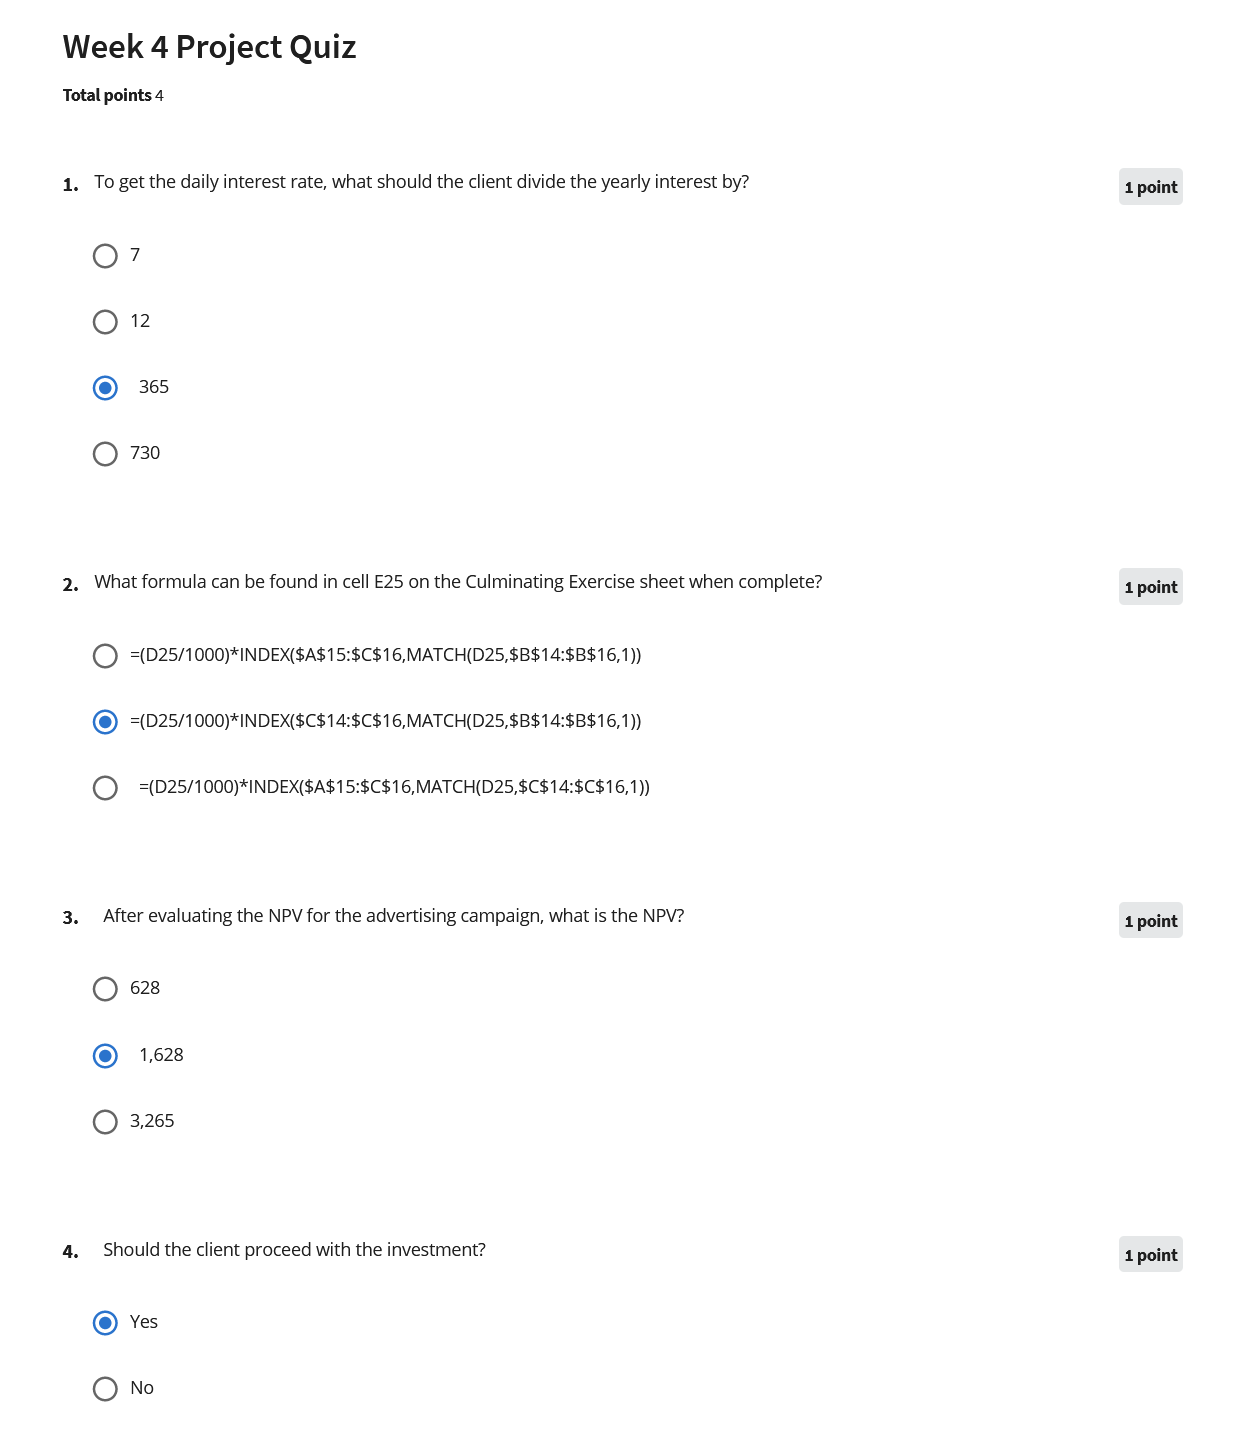 Week 4 Project Quiz
Total points 4
1. To get the daily interest rate, what should the client divide the yearly interest by?
1 point
7
12
365
730
2. What formula can be found in cell E25 on the Culminating Exercise sheet when complete?
1 point
=(D25/1000)*INDEX($A$15:$C$16,MATCH(D25,$B$14:$B$16,1))
=(D25/1000)*INDEX($C$14:$C$16,MATCH(D25,$B$14:$B$16,1))
=(D25/1000)*INDEX($A$15:$C$16,MATCH(D25,$C$14:$C$16,1))
3. After evaluating the NPV for the advertising campaign, what is the NPV?
1 point
628
1,628
3,265
4. Should the client proceed with the investment?
1 point
Yes
No